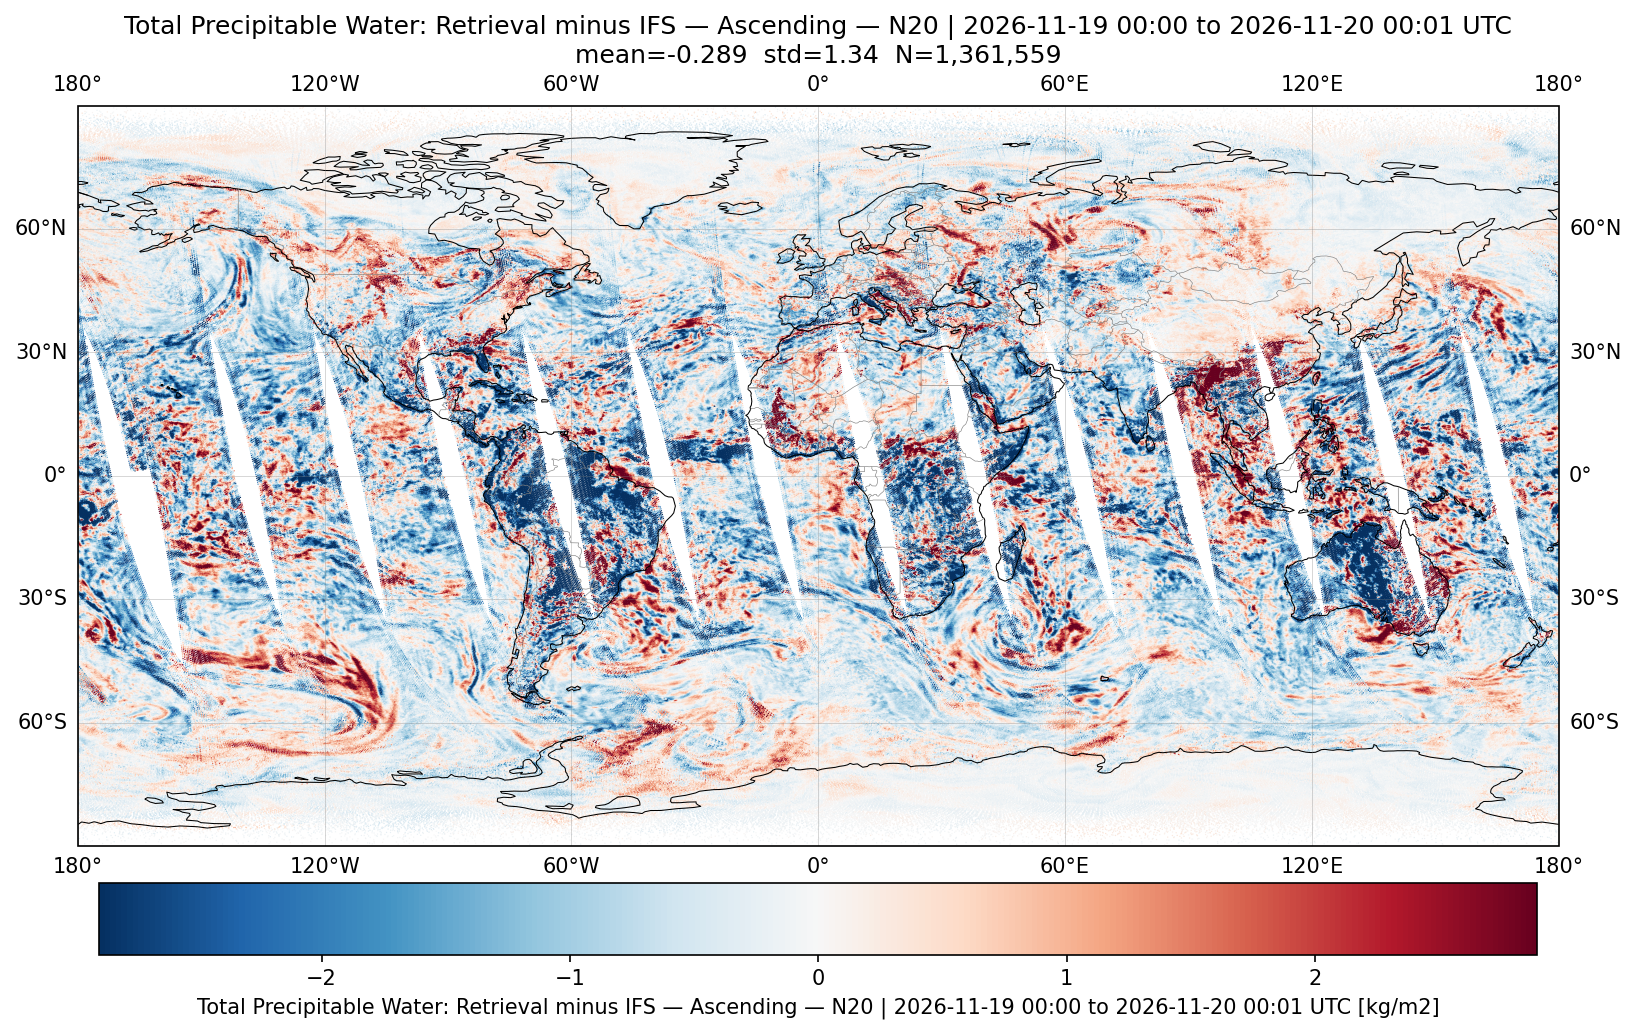 Total Precipitable Water: Retrieval minus IFS — Ascending — N20 | 2026-11-19 00:00 to 2026-11-20 00:01 UTC
mean=-0.289  std=1.34  N=1,361,559
180° 120°W 60°W 0° 60°E 120°E 180°
60°N 60°N
30°N 30°N
0° 0°
30°S 30°S
60°S 60°S
180° 120°W 60°W 0° 60°E 120°E 180°
−2 −1 0 1 2
Total Precipitable Water: Retrieval minus IFS — Ascending — N20 | 2026-11-19 00:00 to 2026-11-20 00:01 UTC [kg/m2]